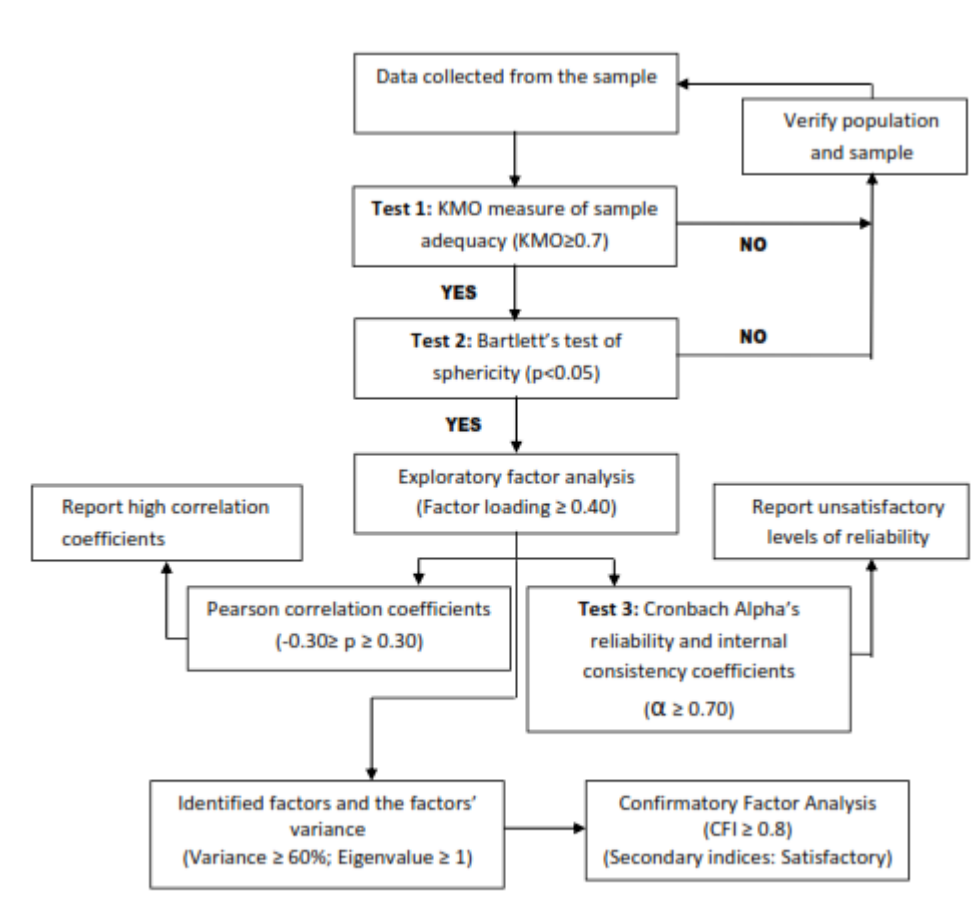 Data collected from the sample
Verify population
and sample
Test 1: KMO measure of sample
adequacy (KMO≥0.7)
NO
YES
Test 2: Bartlett's test of
sphericity (p<0.05)
NO
YES
Exploratory factor analysis
(Factor loading ≥ 0.40)
Report high correlation
coefficients
Report unsatisfactory
levels of reliability
Pearson correlation coefficients
(-0.30≥ p ≥ 0.30)
Test 3: Cronbach Alpha's
reliability and internal
consistency coefficients
(α ≥ 0.70)
Identified factors and the factors'
variance
(Variance ≥ 60%; Eigenvalue ≥ 1)
Confirmatory Factor Analysis
(CFI ≥ 0.8)
(Secondary indices: Satisfactory)